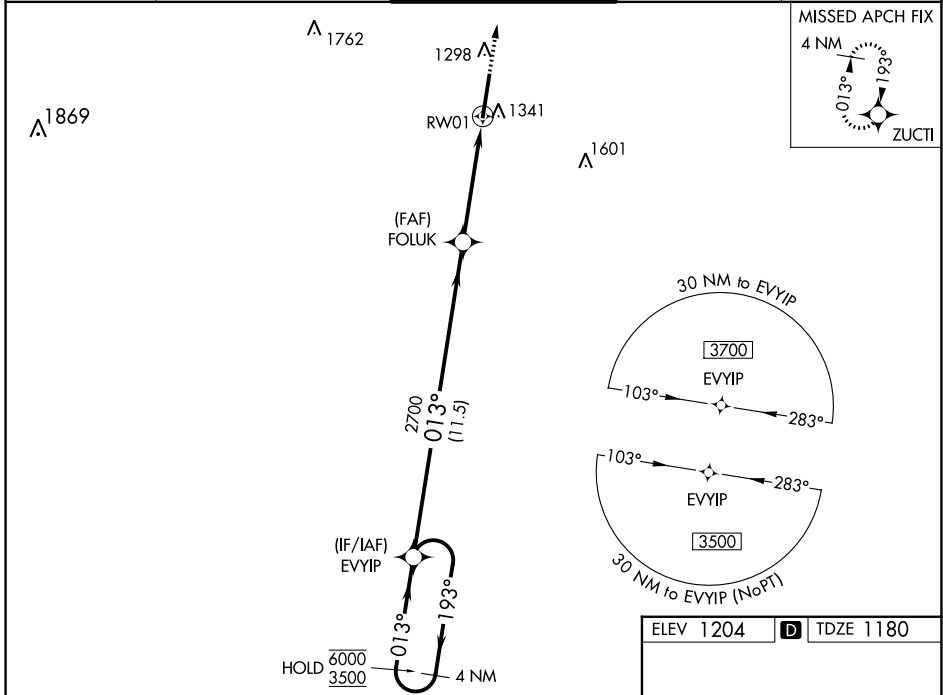 MISSED APCH FIX
4 NM
013°
193°
ZUCTI
1762
1298
1869
RW01
1341
1601
(FAF)
FOLUK
30 NM to EVYIP
3700
EVYIP
103°
283°
2700
013°
(11.5)
103°
283°
EVYIP
3500
30 NM to EVYIP (NoPT)
(IF/IAF)
EVYIP
013°
193°
HOLD 6000
3500
4 NM
ELEV 1204 D TDZE 1180